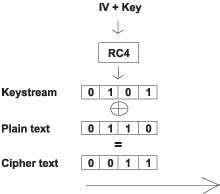 IV + Key
RC4
Keystream 0 1 0 1
Plain text 0 1 1 0
=
Cipher text 0 0 1 1